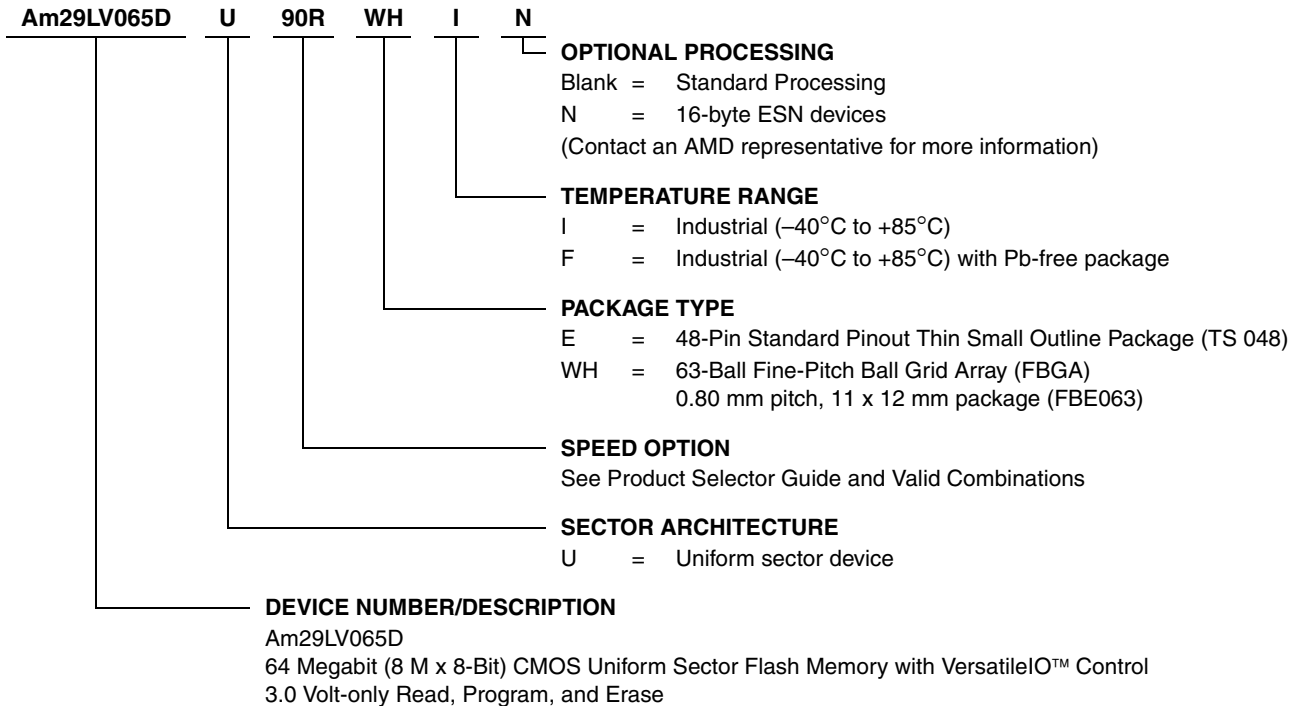 Am29LV065D U 90R WH I N
OPTIONAL PROCESSING
Blank = Standard Processing
N = 16-byte ESN devices
(Contact an AMD representative for more information)
TEMPERATURE RANGE
I = Industrial (–40°C to +85°C)
F = Industrial (–40°C to +85°C) with Pb-free package
PACKAGE TYPE
E = 48-Pin Standard Pinout Thin Small Outline Package (TS 048)
WH = 63-Ball Fine-Pitch Ball Grid Array (FBGA)
0.80 mm pitch, 11 x 12 mm package (FBE063)
SPEED OPTION
See Product Selector Guide and Valid Combinations
SECTOR ARCHITECTURE
U = Uniform sector device
DEVICE NUMBER/DESCRIPTION
Am29LV065D
64 Megabit (8 M x 8-Bit) CMOS Uniform Sector Flash Memory with VersatileIO™ Control
3.0 Volt-only Read, Program, and Erase